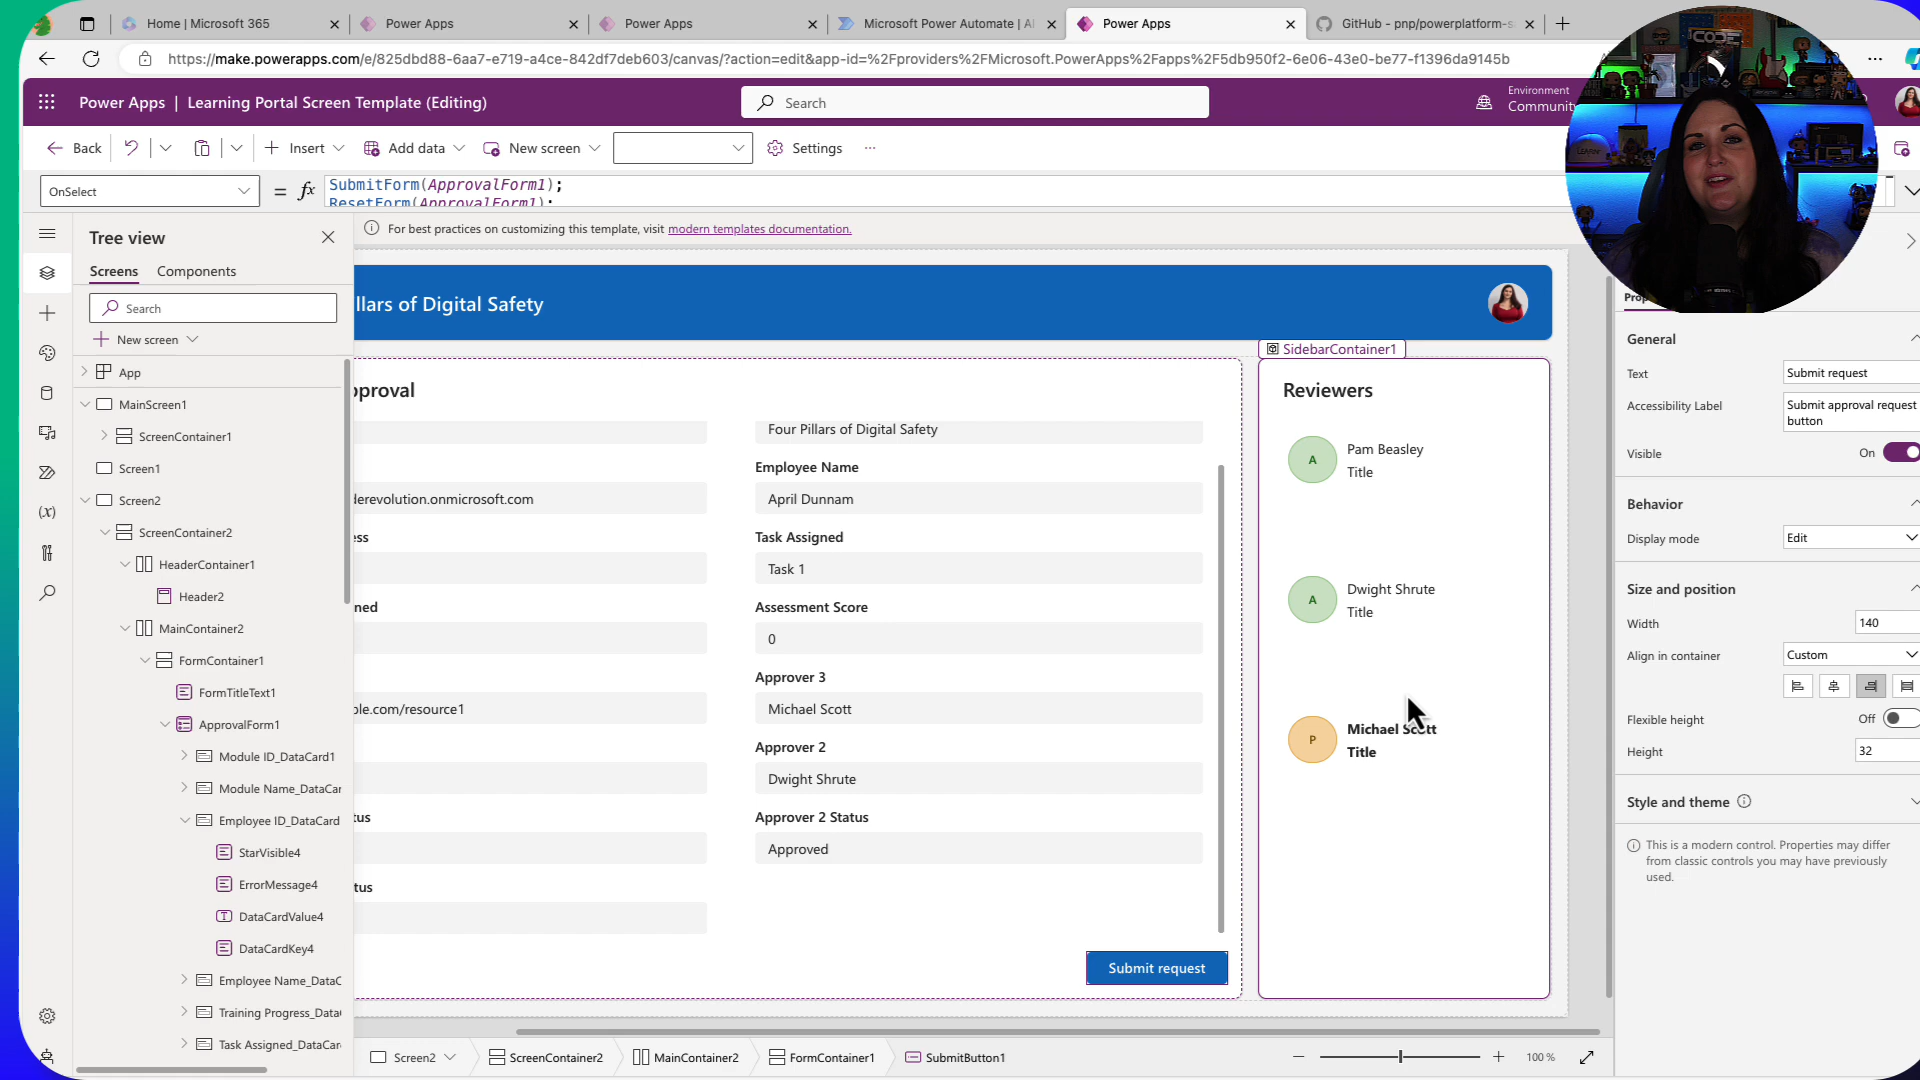 Home | Microsoft 365
Power Apps
Power Apps
Microsoft Power Automate | AI
Power Apps
GitHub - pnp/powerplatform-s
https://make.powerapps.com/e/825dbd88-6aa7-e719-a4ce-842df7deb603/canvas/?action=edit&app-id=%2Fproviders%2FMicrosoft.PowerApps%2Fapps%2F5db950f2-6e06-43e0-be77-f1396da9145b
Power Apps | Learning Portal Screen Template (Editing)
Search
Environment
Community
Back
Insert
Add data
New screen
Settings
OnSelect
= fx
SubmitForm(ApprovalForm1);
ResetForm(ApprovalForm1);
Tree view
Screens
Components
Search
New screen
App
MainScreen1
ScreenContainer1
Screen1
Screen2
ScreenContainer2
HeaderContainer1
Header2
MainContainer2
FormContainer1
FormTitleText1
ApprovalForm1
Module ID_DataCard1
Module Name_DataCar
Employee ID_DataCard
StarVisible4
ErrorMessage4
DataCardValue4
DataCardKey4
Employee Name_DataC
Training Progress_Data
Task Assigned_DataCar
For best practices on customizing this template, visit modern templates documentation.
llars of Digital Safety
SidebarContainer1
pproval
Four Pillars of Digital Safety
Employee Name
derevolution.onmicrosoft.com
April Dunnam
ess
Task Assigned
Task 1
ned
Assessment Score
0
Approver 3
ple.com/resource1
Michael Scott
Approver 2
Dwight Shrute
tus
Approver 2 Status
Approved
tus
Submit request
Reviewers
A
Pam Beasley
Title
A
Dwight Shrute
Title
P
Michael Scott
Title
Screen2
ScreenContainer2
MainContainer2
FormContainer1
SubmitButton1
100 %
Prop
General
Text
Submit request
Accessibility Label
Submit approval request
button
Visible
On
Behavior
Display mode
Edit
Size and position
Width
140
Align in container
Custom
Flexible height
Off
Height
32
Style and theme
This is a modern control. Properties may differ
from classic controls you may have previously
used.
CODE